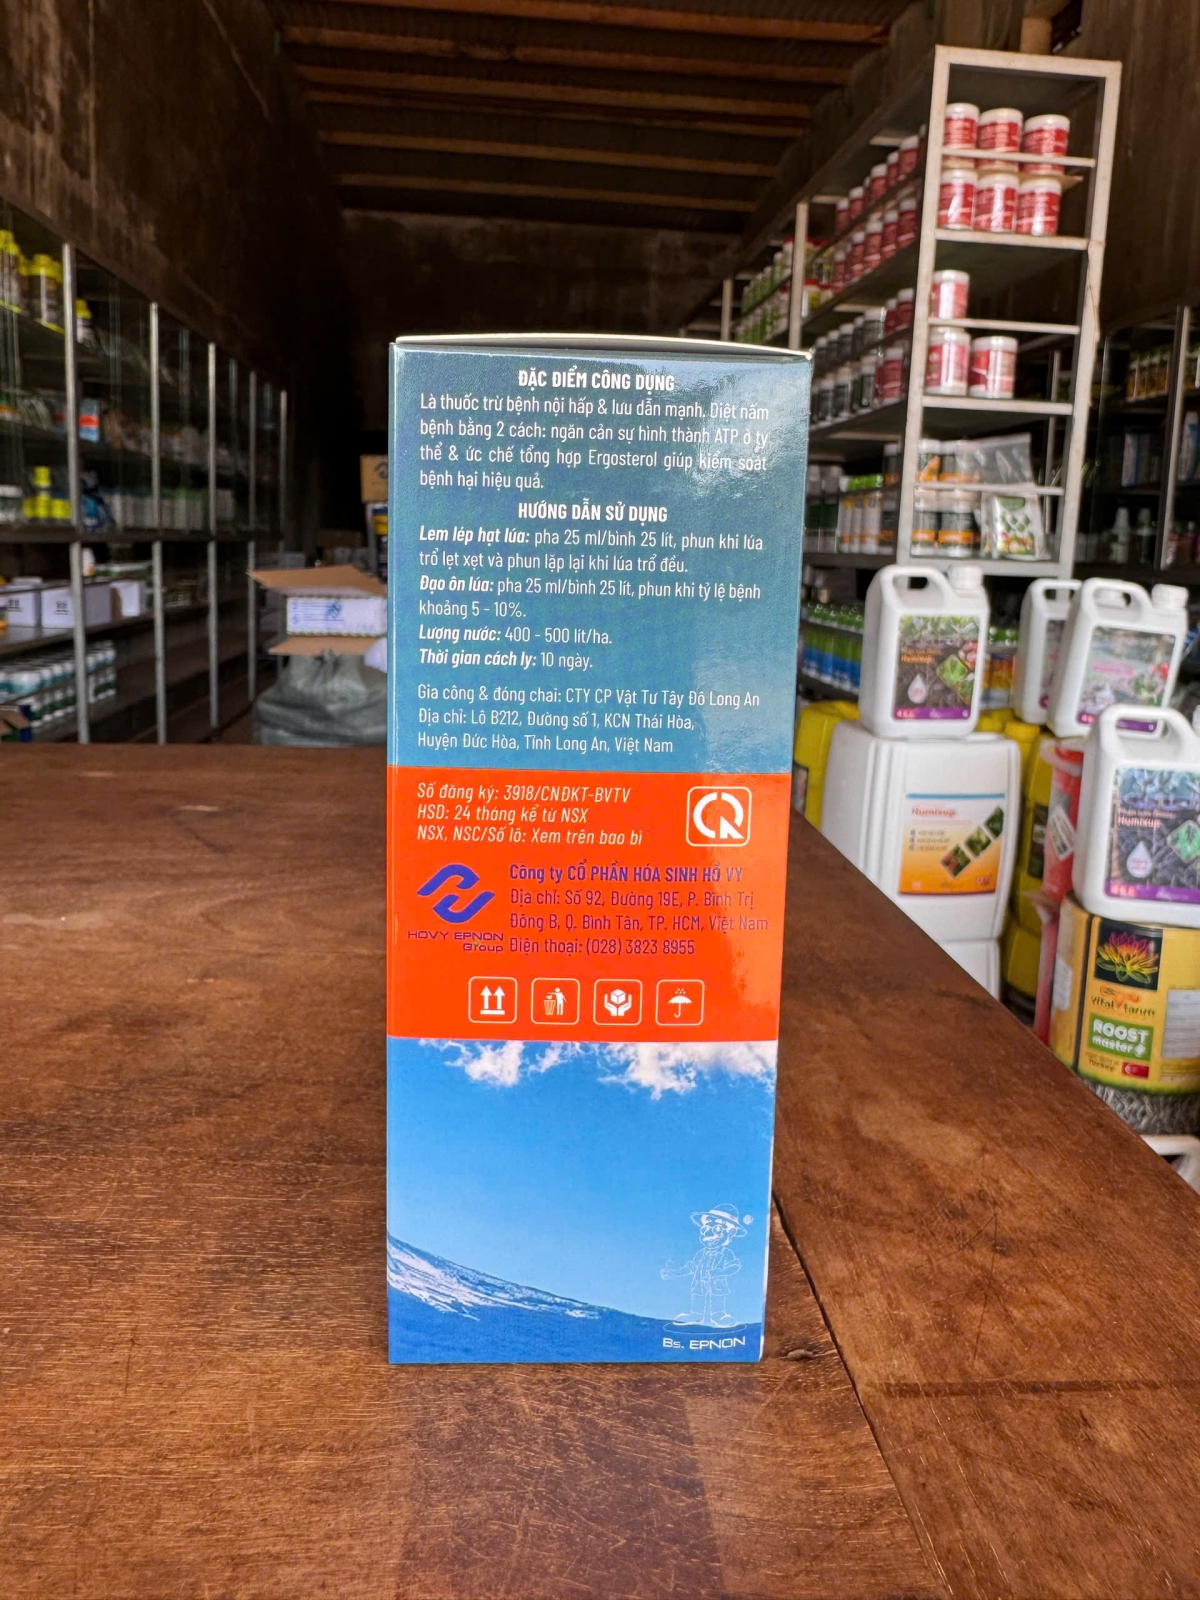 ĐẶC ĐIỂM CÔNG DỤNG
Là thuốc trừ bệnh nội hấp & lưu dẫn mạnh. Diệt nấm
bệnh bằng 2 cách: ngăn cản sự hình thành ATP ở ty
thể & ức chế tổng hợp Ergosterol giúp kiểm soát
bệnh hại hiệu quả.
HƯỚNG DẪN SỬ DỤNG
Lem lép hạt lúa: pha 25 ml/bình 25 lít, phun khi lúa
trổ lẹt xẹt và phun lặp lại khi lúa trổ đều.
Đạo ôn lúa: pha 25 ml/bình 25 lít, phun khi tỷ lệ bệnh
khoảng 5 - 10%.
Lượng nước: 400 - 500 lít/ha.
Thời gian cách ly: 10 ngày.
Gia công & đóng chai: CTY CP Vật Tư Tây Đô Long An
Địa chỉ: Lô B212, Đường số 1, KCN Thái Hòa,
Huyện Đức Hòa, Tỉnh Long An, Việt Nam
Số đăng ký: 3918/CNĐKT-BVTV
HSD: 24 tháng kể từ NSX
NSX, NSC/Số lô: Xem trên bao bì
Công ty CỔ PHẦN HÓA SINH HỒ VY
Địa chỉ: Số 92, Đường 19E, P. Bình Trị
Đông B, Q. Bình Tân, TP. HCM, Việt Nam
Điện thoại: (028) 3823 8955
HOVY EPNON
Group
Bs. EPNON
Humixup
Humixup
Humixup
Vital Farm
ROOST
master+
Turkey